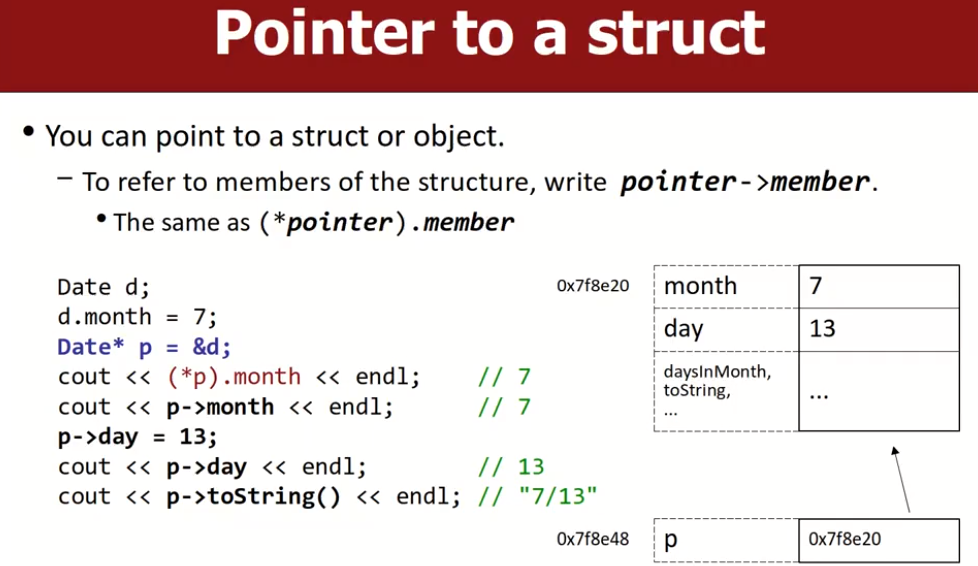 Pointer to a struct
• You can point to a struct or object.
– To refer to members of the structure, write pointer->member.
• The same as (*pointer).member
Date d;
d.month = 7;
Date* p = &d;
cout << (*p).month << endl; // 7
cout << p->month << endl; // 7
p->day = 13;
cout << p->day << endl; // 13
cout << p->toString() << endl; // "7/13"
0x7f8e20
month 7
day 13
daysInMonth,
toString,
...
...
0x7f8e48
p 0x7f8e20